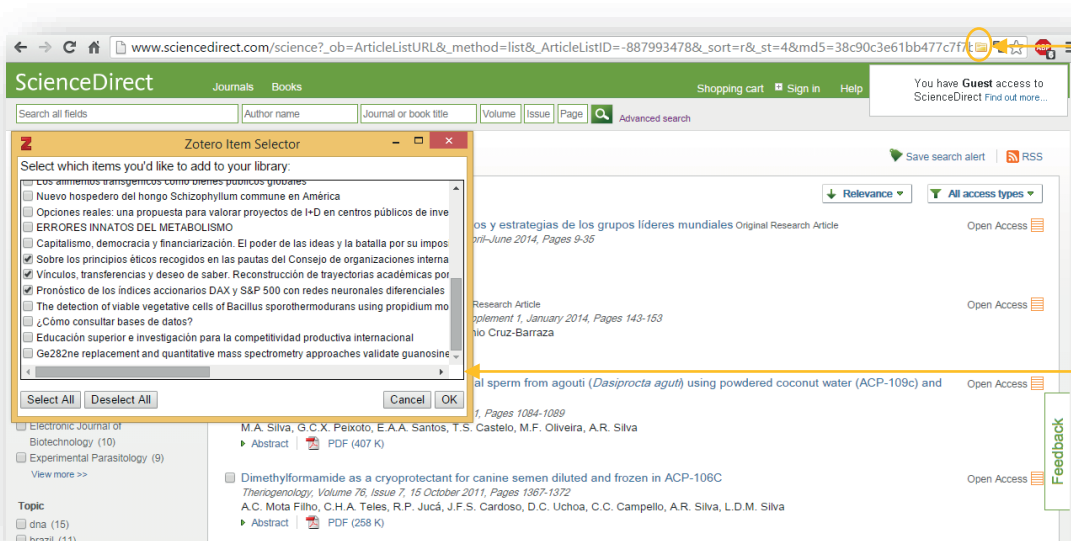 www.sciencedirect.com/science?_ob=ArticleListURL&_method=list&_ArticleListID=-887993478&_sort=r&_st=4&md5=38c90c3e61bb477c7f7
ABP
ScienceDirect
Journals Books
Shopping cart Sign in Help
You have Guest access to
ScienceDirect Find out more...
Search all fields Author name Journal or book title Volume Issue Page Advanced search
Z Zotero Item Selector
Select which items you'd like to add to your library:
Los alimentos transgénicos como bienes públicos globales
Nuevo hospedero del hongo Schizophyllum commune en América
Opciones reales: una propuesta para valorar proyectos de I+D en centros públicos de inve
ERRORES INNATOS DEL METABOLISMO
Capitalismo, democracia y financiarización. El poder de las ideas y la batalla por su impos
Sobre los principios éticos recogidos en las pautas del Consejo de organizaciones interna
Vínculos, transferencias y deseo de saber. Reconstrucción de trayectorias académicas por
Pronóstico de los índices accionarios DAX y S&P 500 con redes neuronales diferenciales
The detection of viable vegetative cells of Bacillus sporothermodurans using propidium mo
¿Cómo consultar bases de datos?
Educación superior e investigación para la competitividad productiva internacional
Ge282ne replacement and quantitative mass spectrometry approaches validate guanosine
Select All Deselect All Cancel OK
Save search alert RSS
Relevance All access types
os y estrategias de los grupos líderes mundiales Original Research Article Open Access
pril–June 2014, Pages 9-35
Research Article Open Access
pplement 1, January 2014, Pages 143-153
nio Cruz-Barraza
al sperm from agouti (Dasiprocta aguti) using powdered coconut water (ACP-109c) and Open Access
1, Pages 1084-1089
M.A. Silva, G.C.X. Peixoto, E.A.A. Santos, T.S. Castelo, M.F. Oliveira, A.R. Silva
Abstract PDF (407 K)
Electronic Journal of
Biotechnology (10)
Experimental Parasitology (9)
View more >>
Topic
dna (15)
brazil (11)
Dimethylformamide as a cryoprotectant for canine semen diluted and frozen in ACP-106C Open Access
Theriogenology, Volume 76, Issue 7, 15 October 2011, Pages 1367-1372
A.C. Mota Filho, C.H.A. Teles, R.P. Jucá, J.F.S. Cardoso, D.C. Uchoa, C.C. Campello, A.R. Silva, L.D.M. Silva
Abstract PDF (258 K)
Feedback